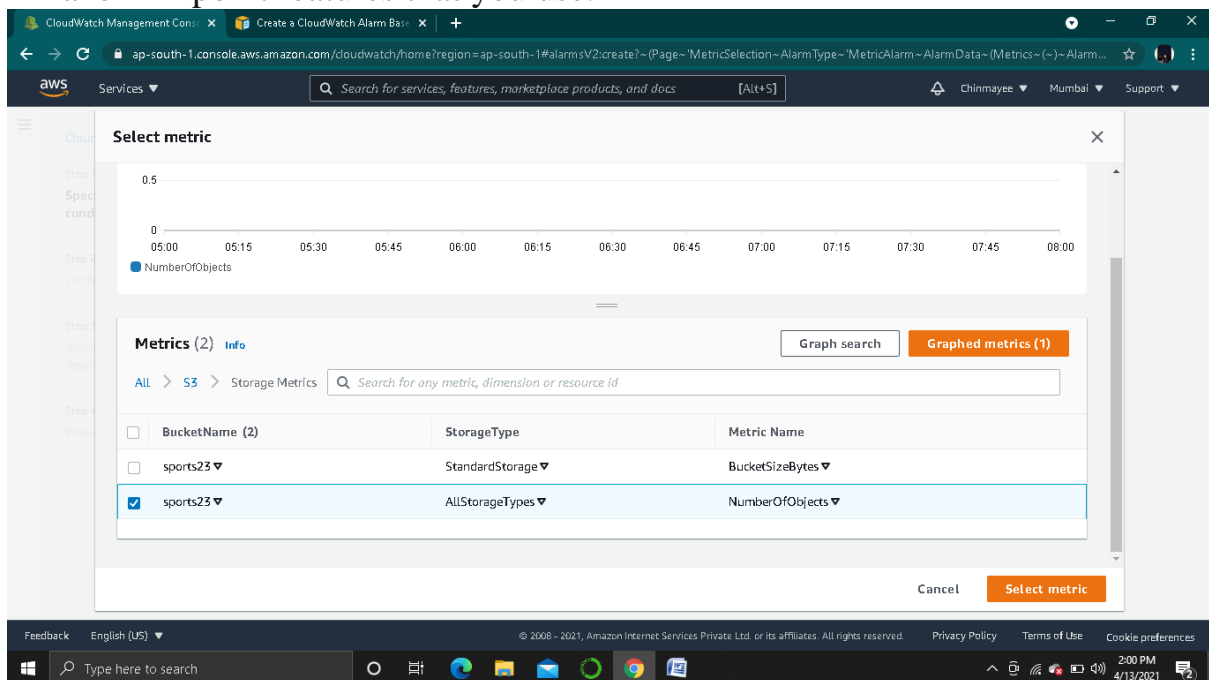 CloudWatch Management Cons
Create a CloudWatch Alarm Base
ap-south-1.console.aws.amazon.com/cloudwatch/home?region=ap-south-1#alarmsV2:create?~(Page~'MetricSelection~AlarmType~'MetricAlarm~AlarmData~(Metrics~(~)~Alarm...
aws
Services ▼
Search for services, features, marketplace products, and docs [Alt+S]
Chinmayee ▼
Mumbai ▼
Support ▼
Select metric
0.5
0
05:00 05:15 05:30 05:45 06:00 06:15 06:30 06:45 07:00 07:15 07:30 07:45 08:00
NumberOfObjects
Metrics (2) Info
Graph search
Graphed metrics (1)
All > S3 > Storage Metrics
Search for any metric, dimension or resource id
BucketName (2) StorageType Metric Name
sports23 StandardStorage BucketSizeBytes
sports23 AllStorageTypes NumberOfObjects
Cancel
Select metric
Feedback English (US) ▼
© 2008 - 2021, Amazon Internet Services Private Ltd. or its affiliates. All rights reserved.
Privacy Policy Terms of Use Cookie preferences
Type here to search
2:00 PM
4/13/2021
2